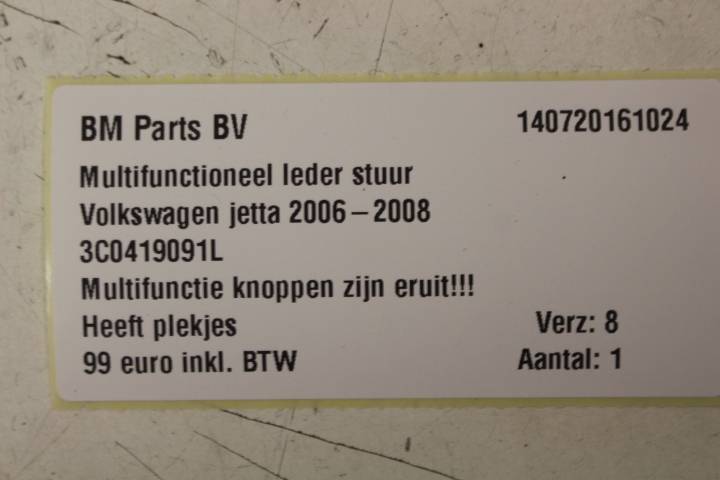 BM Parts BV 140720161024
Multifunctioneel leder stuur
Volkswagen jetta 2006 – 2008
3C0419091L
Multifunctie knoppen zijn eruit!!!
Heeft plekjes Verz: 8
99 euro inkl. BTW Aantal: 1